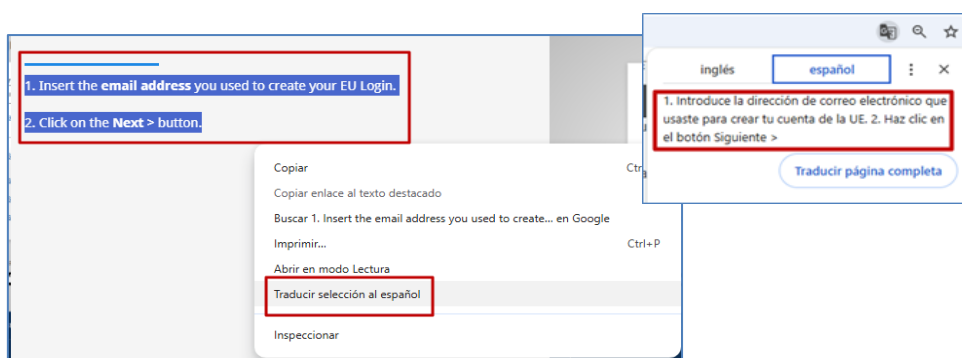 1. Insert the email address you used to create your EU Login.
2. Click on the Next > button.
Copiar
Copiar enlace al texto destacado
Buscar 1. Insert the email address you used to create... en Google
Imprimir...
Ctrl+P
Abrir en modo Lectura
Traducir selección al español
Inspeccionar
inglés
español
1. Introduce la dirección de correo electrónico que
usaste para crear tu cuenta de la UE. 2. Haz clic en
el botón Siguiente >
Traducir página completa